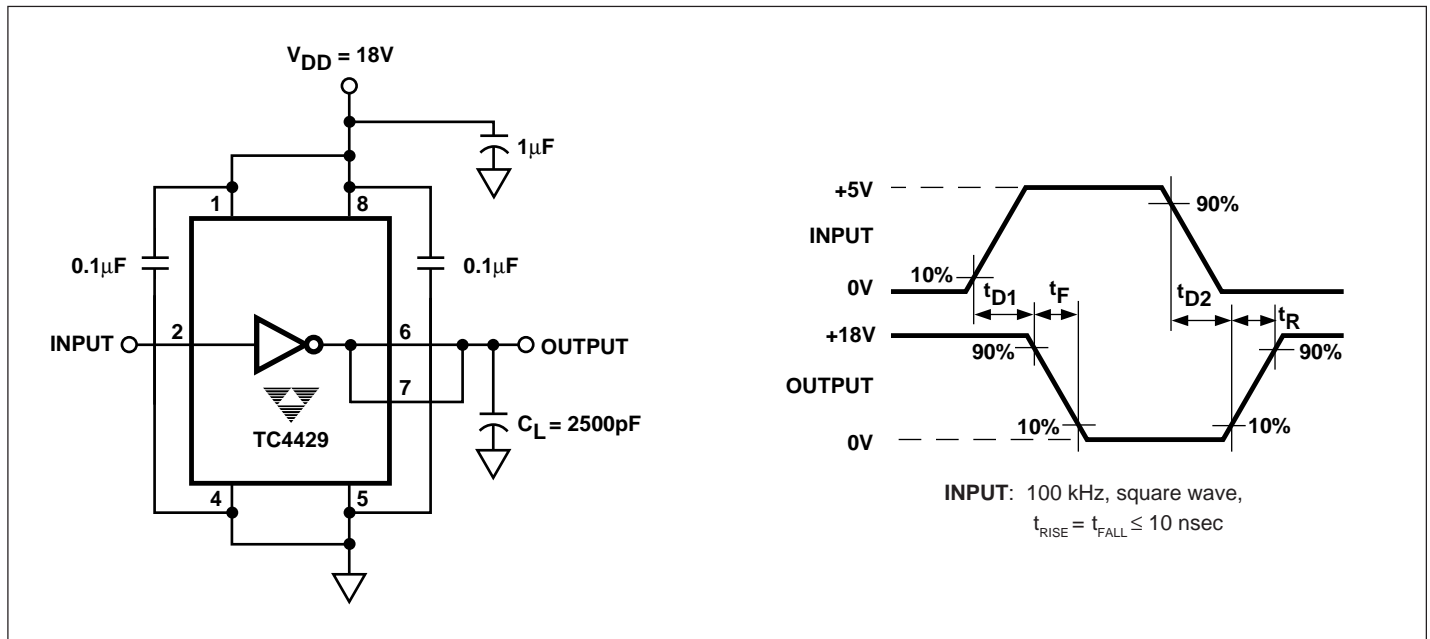 V_DD = 18V
1µF
1
8
0.1µF
0.1µF
INPUT
2
6
OUTPUT
7
TC4429
C_L = 2500pF
4
5
+5V
90%
INPUT
10%
0V
t_D1
t_F
t_D2
t_R
+18V
90%
90%
OUTPUT
10%
10%
0V
INPUT: 100 kHz, square wave,
t_RISE = t_FALL ≤ 10 nsec